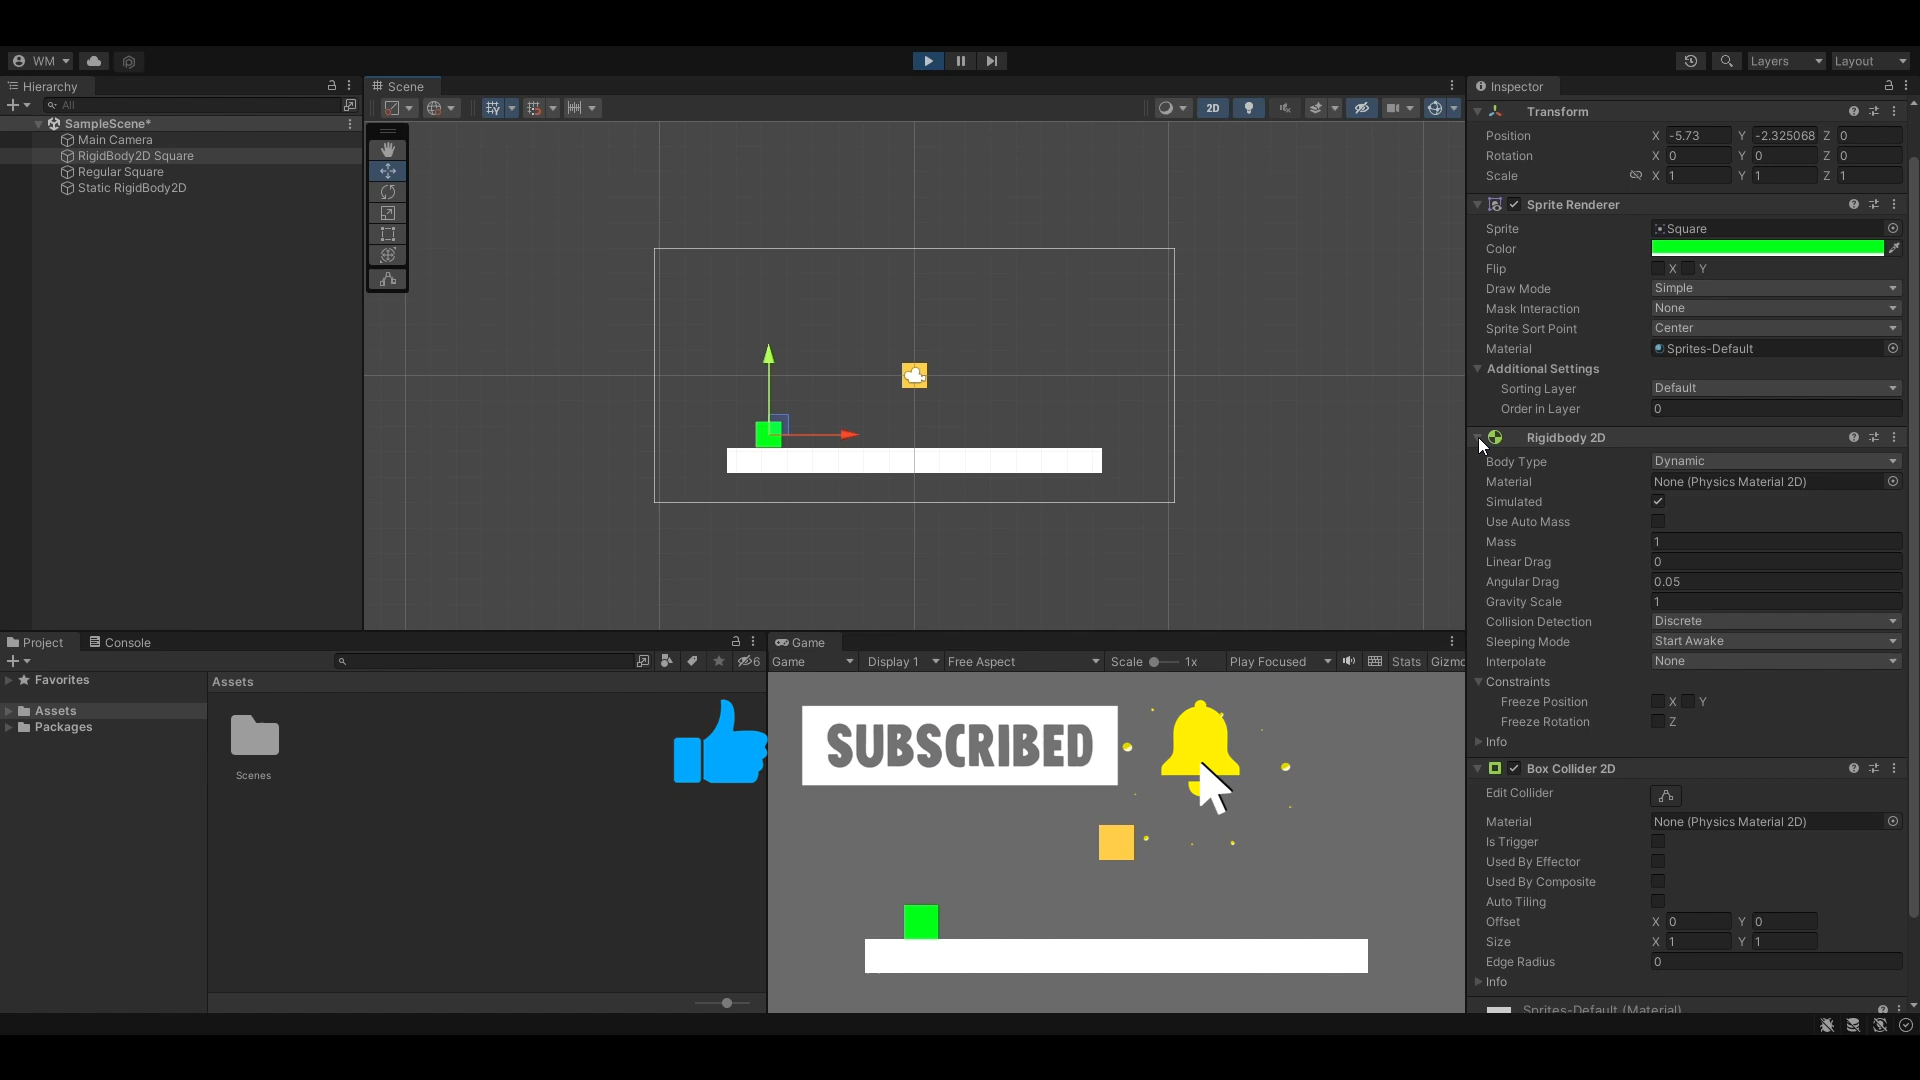 WM
Layers
Layout
Hierarchy
Scene
Inspector
All
2D
SampleScene*
Main Camera
RigidBody2D Square
Regular Square
Static RigidBody2D
Transform
Position X -5.73 Y -2.325068 Z 0
Rotation X 0 Y 0 Z 0
Scale X 1 Y 1 Z 1
Sprite Renderer
Sprite Square
Color
Flip X Y
Draw Mode Simple
Mask Interaction None
Sprite Sort Point Center
Material Sprites-Default
Additional Settings
Sorting Layer Default
Order in Layer 0
Rigidbody 2D
Body Type Dynamic
Material None (Physics Material 2D)
Simulated
Use Auto Mass
Mass 1
Linear Drag 0
Angular Drag 0.05
Gravity Scale 1
Collision Detection Discrete
Sleeping Mode Start Awake
Interpolate None
Constraints
Freeze Position X Y
Freeze Rotation Z
Info
Box Collider 2D
Edit Collider
Material None (Physics Material 2D)
Is Trigger
Used By Effector
Used By Composite
Auto Tiling
Offset X 0 Y 0
Size X 1 Y 1
Edge Radius 0
Info
Sprites-Default (Material)
Project Console
6
Favorites
Assets
Packages
Assets
Scenes
Game
Game Display 1 Free Aspect Scale 1x Play Focused Stats Gizmo
SUBSCRIBED